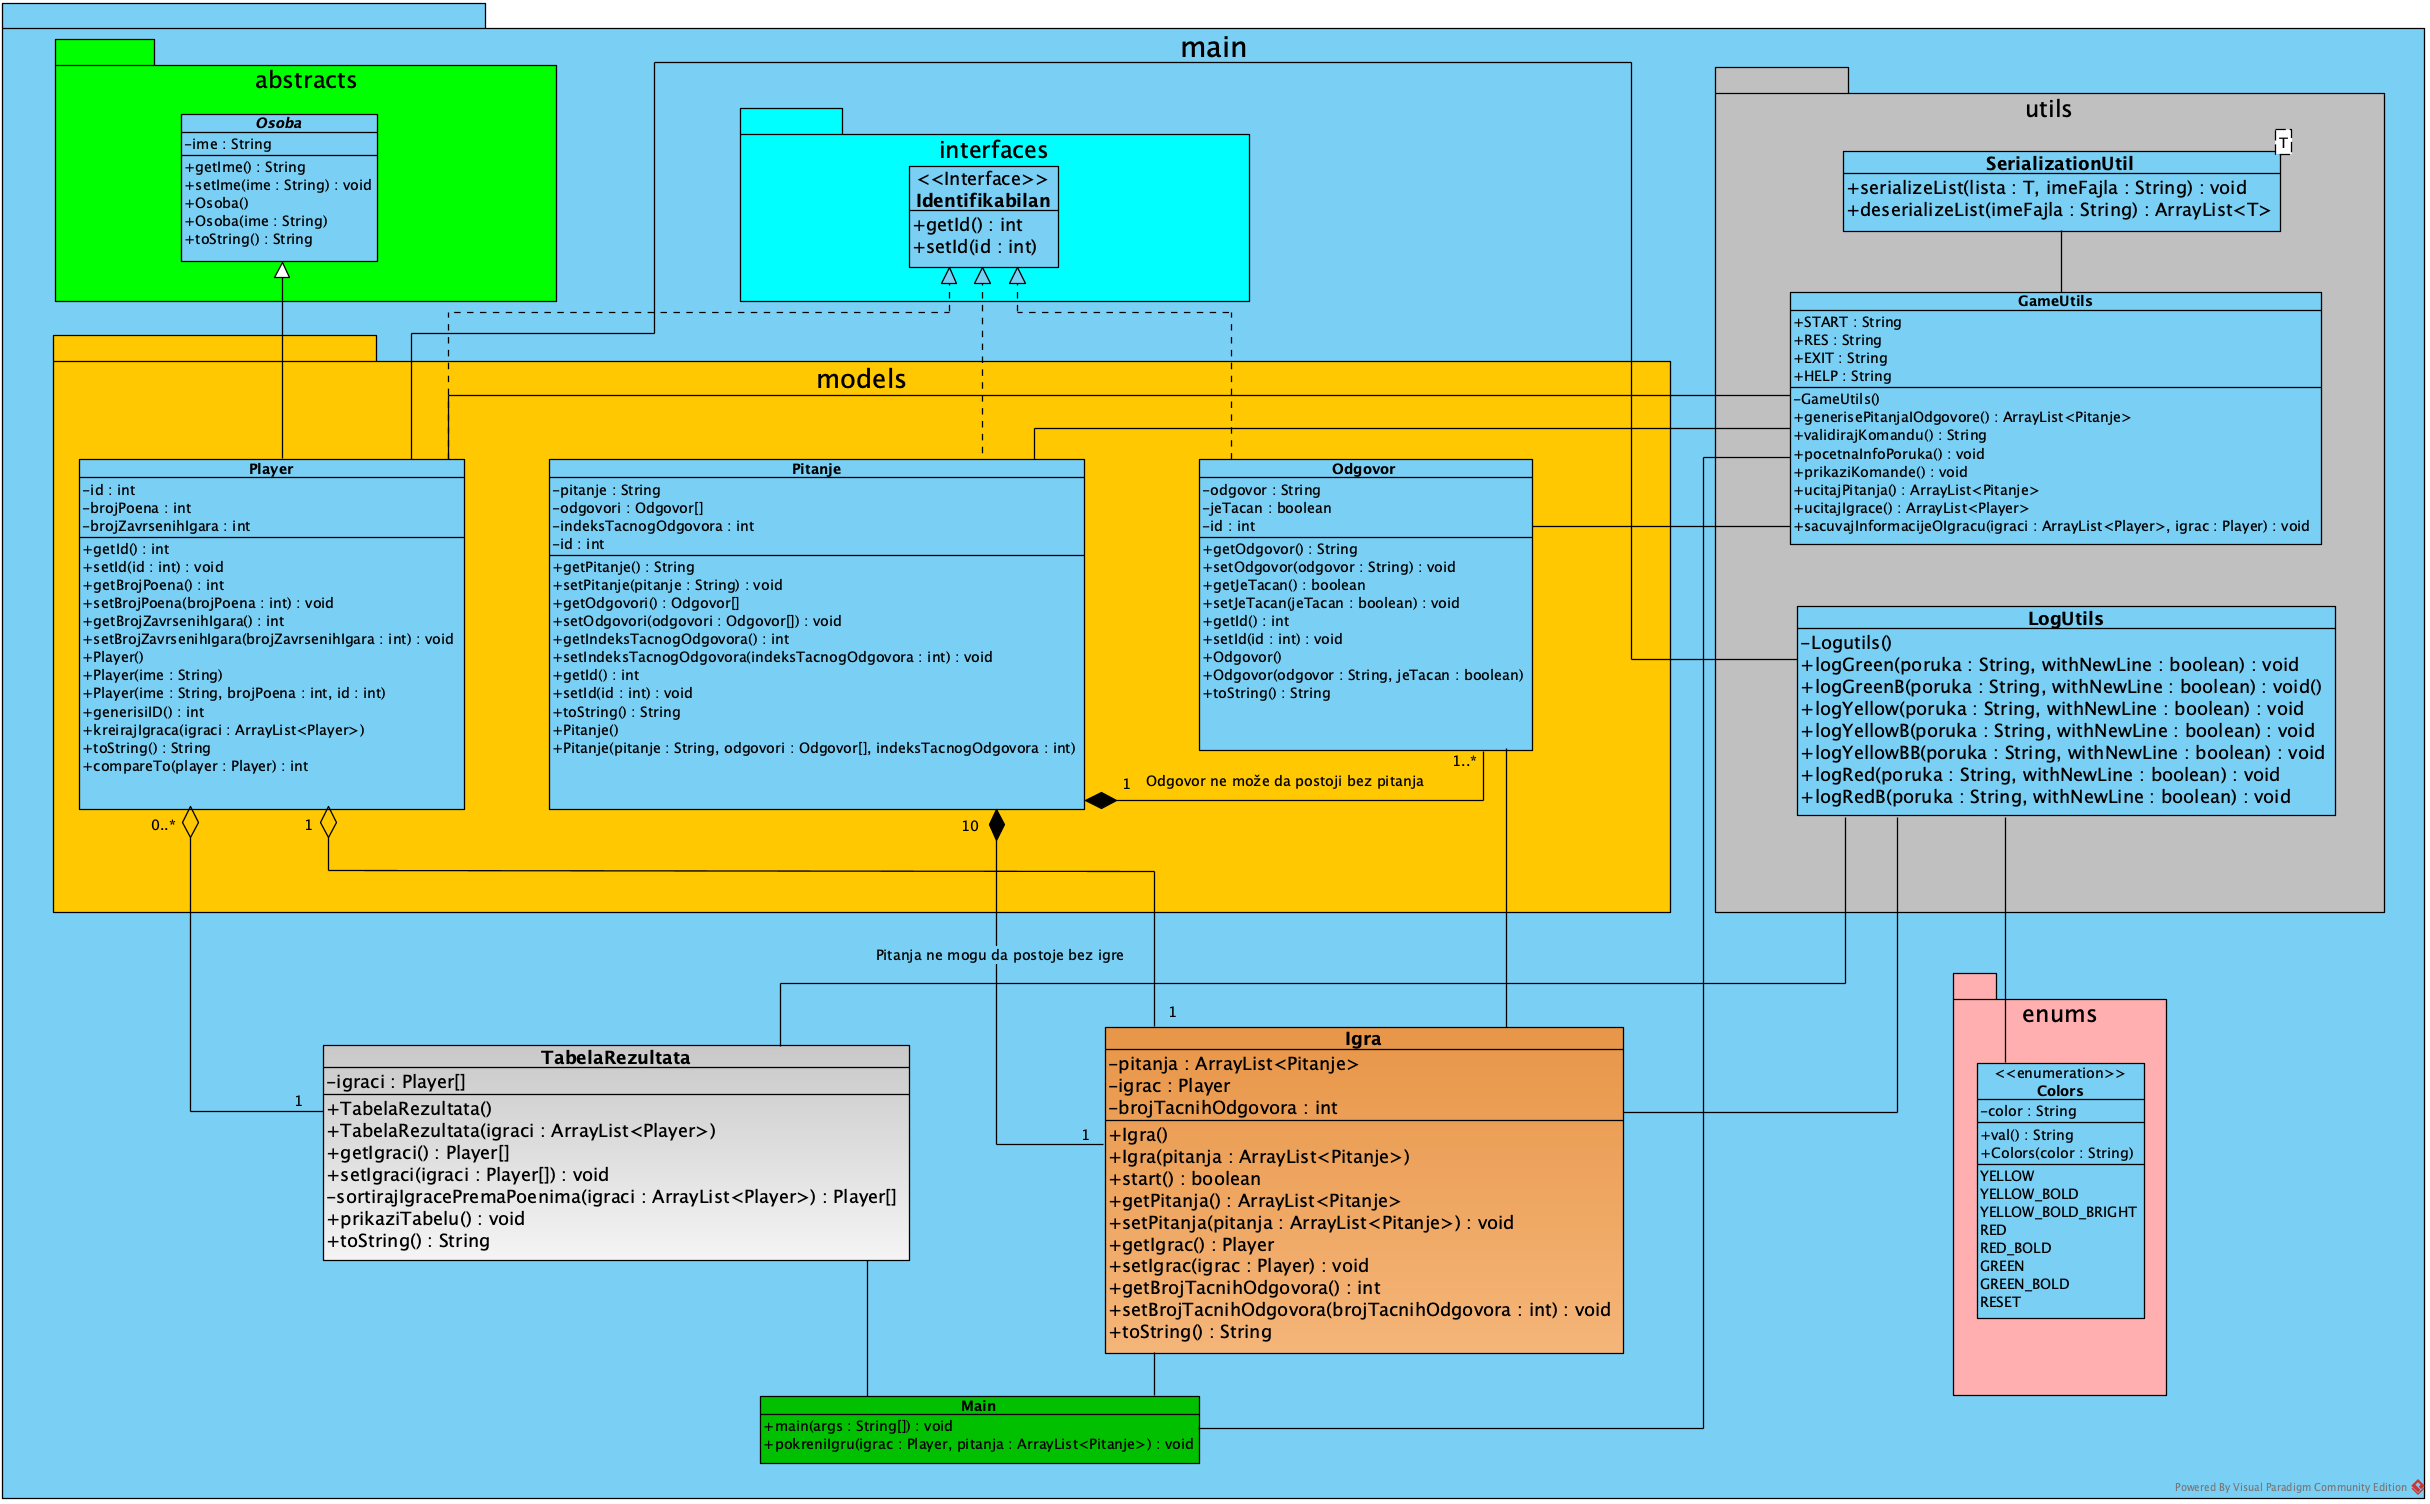 main
abstracts
Osoba
-ime : String
+getIme() : String
+setIme(ime : String) : void
+Osoba()
+Osoba(ime : String)
+toString() : String
interfaces
<<Interface>>
Identifikabilan
+getId() : int
+setId(id : int)
utils
T
SerializationUtil
+serializeList(lista : T, imeFajla : String) : void
+deserializeList(imeFajla : String) : ArrayList<T>
GameUtils
+START : String
+RES : String
+EXIT : String
+HELP : String
-GameUtils()
+generisePitanjaIOdgovore() : ArrayList<Pitanje>
+validirajKomandu() : String
+pocetnaInfoPoruka() : void
+prikaziKomande() : void
+ucitajPitanja() : ArrayList<Pitanje>
+ucitajIgrace() : ArrayList<Player>
+sacuvajInformacijeOIgracu(igraci : ArrayList<Player>, igrac : Player) : void
LogUtils
-Logutils()
+logGreen(poruka : String, withNewLine : boolean) : void
+logGreenB(poruka : String, withNewLine : boolean) : void()
+logYellow(poruka : String, withNewLine : boolean) : void
+logYellowB(poruka : String, withNewLine : boolean) : void
+logYellowBB(poruka : String, withNewLine : boolean) : void
+logRed(poruka : String, withNewLine : boolean) : void
+logRedB(poruka : String, withNewLine : boolean) : void
models
Player
-id : int
-brojPoena : int
-brojZavrsenihIgara : int
+getId() : int
+setId(id : int) : void
+getBrojPoena() : int
+setBrojPoena(brojPoena : int) : void
+getBrojZavrsenihIgara() : int
+setBrojZavrsenihIgara(brojZavrsenihIgara : int) : void
+Player()
+Player(ime : String)
+Player(ime : String, brojPoena : int, id : int)
+generisiID() : int
+kreirajIgraca(igraci : ArrayList<Player>)
+toString() : String
+compareTo(player : Player) : int
Pitanje
-pitanje : String
-odgovori : Odgovor[]
-indeksTacnogOdgovora : int
-id : int
+getPitanje() : String
+setPitanje(pitanje : String) : void
+getOdgovori() : Odgovor[]
+setOdgovori(odgovori : Odgovor[]) : void
+getIndeksTacnogOdgovora() : int
+setIndeksTacnogOdgovora(indeksTacnogOdgovora : int) : void
+getId() : int
+setId(id : int) : void
+toString() : String
+Pitanje()
+Pitanje(pitanje : String, odgovori : Odgovor[], indeksTacnogOdgovora : int)
Odgovor
-odgovor : String
-jeTacan : boolean
-id : int
+getOdgovor() : String
+setOdgovor(odgovor : String) : void
+getJeTacan() : boolean
+setJeTacan(jeTacan : boolean) : void
+getId() : int
+setId(id : int) : void
+Odgovor()
+Odgovor(odgovor : String, jeTacan : boolean)
+toString() : String
1..*
1
Odgovor ne može da postoji bez pitanja
0..*
1
10
Pitanja ne mogu da postoje bez igre
1
1
1
TabelaRezultata
-igraci : Player[]
+TabelaRezultata()
+TabelaRezultata(igraci : ArrayList<Player>)
+getIgraci() : Player[]
+setIgraci(igraci : Player[]) : void
-sortirajIgracePremaPoenima(igraci : ArrayList<Player>) : Player[]
+prikaziTabelu() : void
+toString() : String
Igra
-pitanja : ArrayList<Pitanje>
-igrac : Player
-brojTacnihOdgovora : int
+Igra()
+Igra(pitanja : ArrayList<Pitanje>)
+start() : boolean
+getPitanja() : ArrayList<Pitanje>
+setPitanja(pitanja : ArrayList<Pitanje>) : void
+getIgrac() : Player
+setIgrac(igrac : Player) : void
+getBrojTacnihOdgovora() : int
+setBrojTacnihOdgovora(brojTacnihOdgovora : int) : void
+toString() : String
enums
<<enumeration>>
Colors
-color : String
+val() : String
+Colors(color : String)
YELLOW
YELLOW_BOLD
YELLOW_BOLD_BRIGHT
RED
RED_BOLD
GREEN
GREEN_BOLD
RESET
Main
+main(args : String[]) : void
+pokreniIgru(igrac : Player, pitanja : ArrayList<Pitanje>) : void
Powered By Visual Paradigm Community Edition